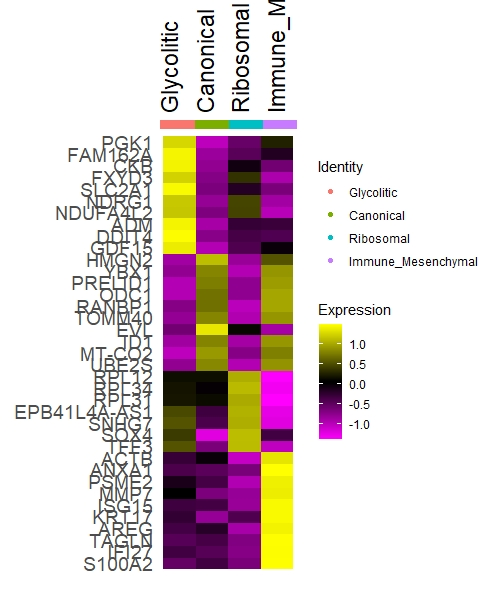 Glycolitic
Canonical
Ribosomal
Immune_M
PGK1
FAM162A
CKB
FXYD3
SLC2A1
NDRG1
NDUFA4L2
ADM
DDIT4
GDF15
HMGN2
YBX1
PRELID1
ODC1
RANBP1
TOMM40
EVL
ID1
MT-CO2
UBE2S
RPL12
RPL34
RPL37
EPB41L4A-AS1
SNHG7
SOX4
TFF3
ACTB
ANXA1
PSME2
MMP7
ISG15
KRT17
AREG
TAGLN
IFI27
S100A2
Identity
Glycolitic
Canonical
Ribosomal
Immune_Mesenchymal
Expression
1.0
0.5
0.0
-0.5
-1.0